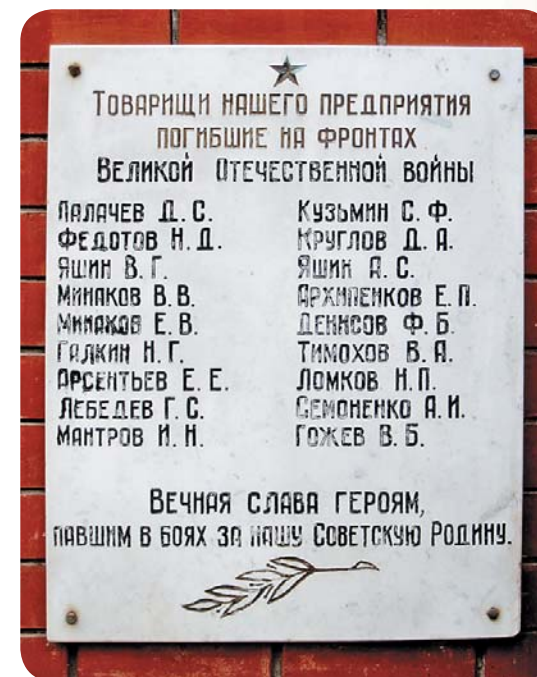 Товарищи нашего предприятия
погибшие на фронтах
Великой Отечественной войны
Палачев Д. С.
Федотов Н. Д.
Яшин В. Г.
Минаков В. В.
Минаков Е. В.
Галкин Н. Г.
Арсентьев Е. Е.
Лебедев Г. С.
Мантров И. Н.
Кузьмин С. Ф.
Круглов Д. А.
Яшин А. С.
Архипенков Е. П.
Денисов Ф. Б.
Тимохов В. А.
Ломков Н. П.
Семоненко А. И.
Гожев В. Б.
Вечная слава героям,
павшим в боях за нашу Советскую Родину.